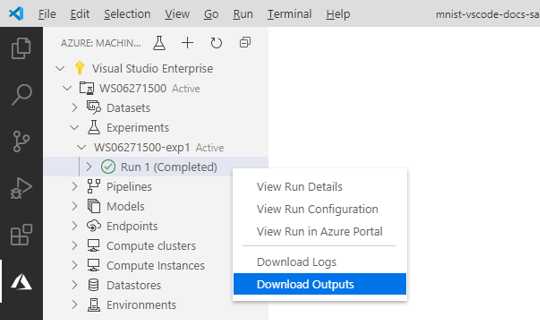 File Edit Selection View Go Run Terminal Help mnist-vscode-docs-sa
AZURE: MACHIN...
Visual Studio Enterprise
WS06271500 Active
Datasets
Experiments
WS06271500-exp1 Active
Run 1 (Completed)
Pipelines
Models
Endpoints
Compute clusters
Compute Instances
Datastores
Environments
View Run Details
View Run Configuration
View Run in Azure Portal
Download Logs
Download Outputs